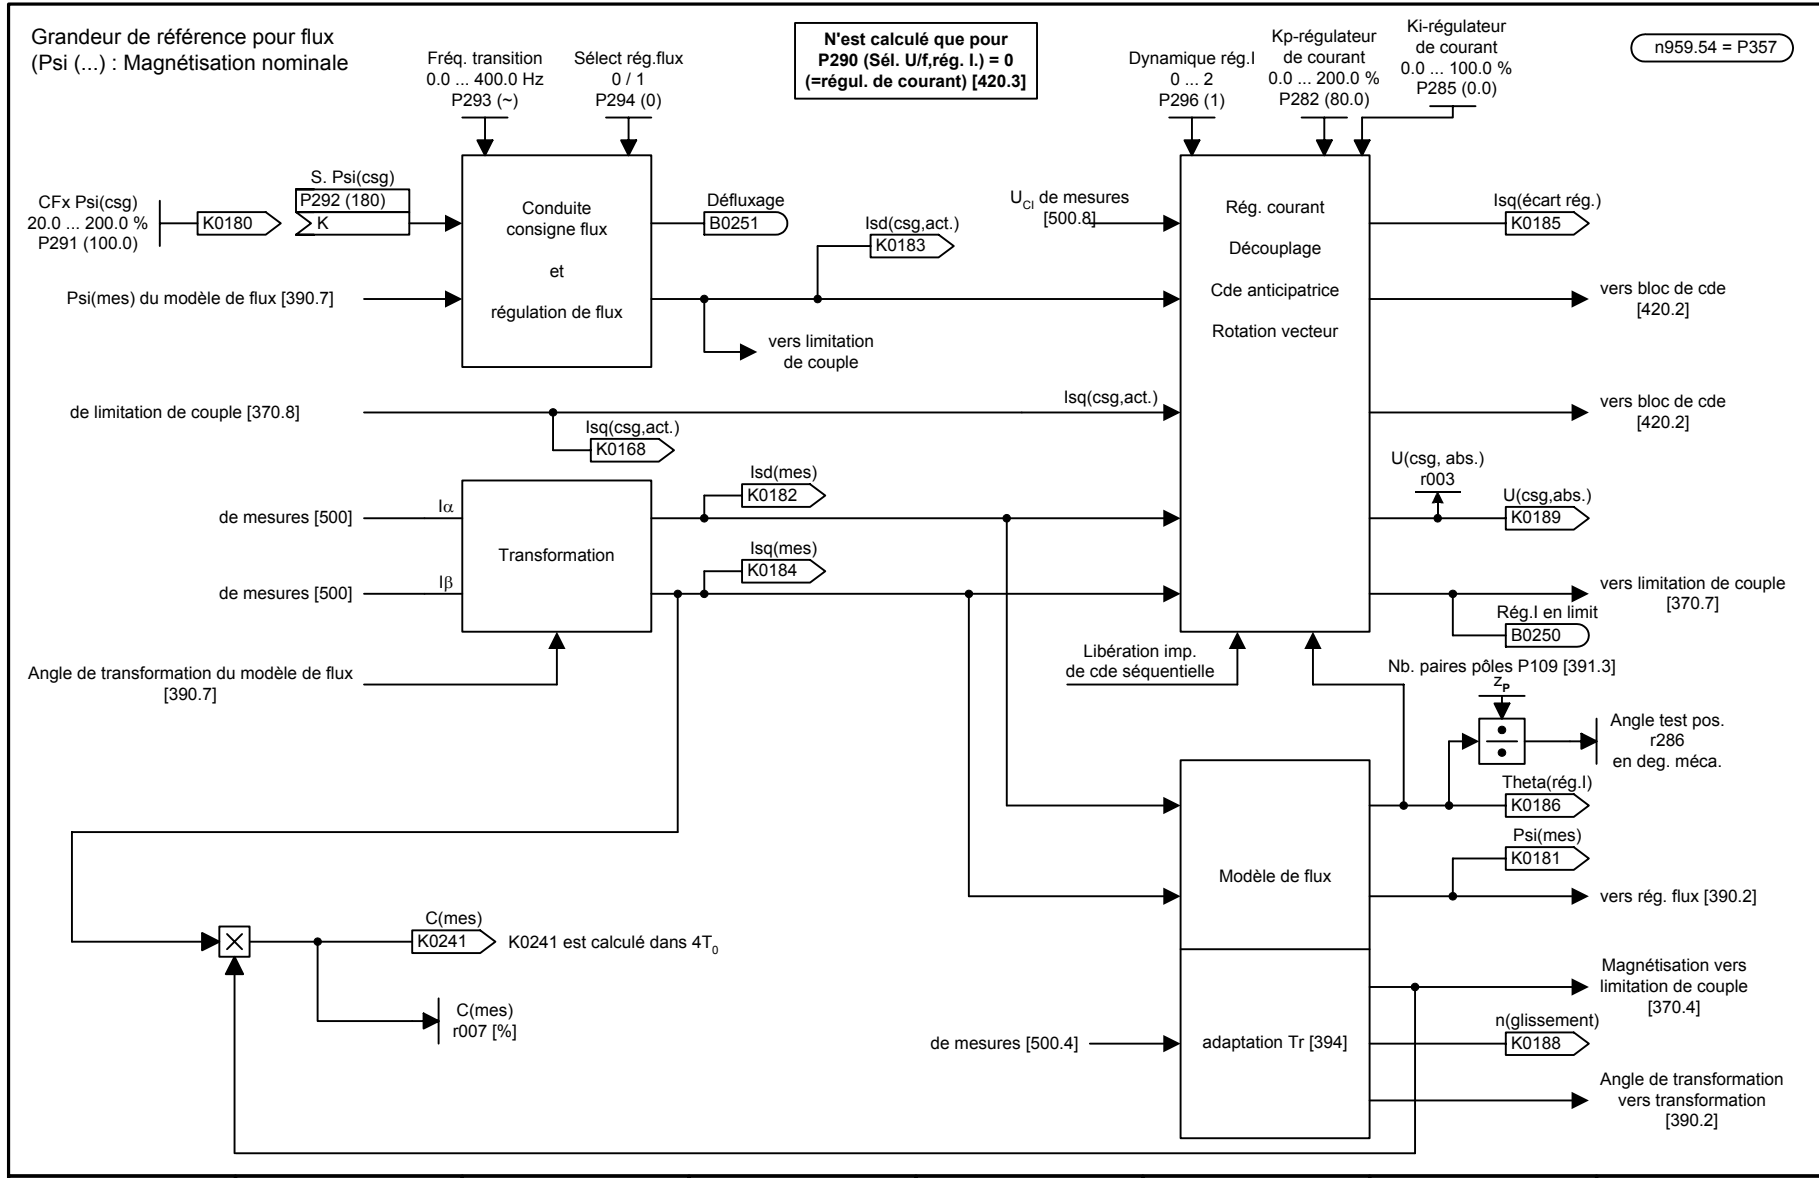 Grandeur de référence pour flux
(Psi (...) : Magnétisation nominale
Fréq. transition
0.0 ... 400.0 Hz
P293 (~)
Sélect rég.flux
0 / 1
P294 (0)
N'est calculé que pour
P290 (Sél. U/f,rég. I.) = 0
(=régul. de courant) [420.3]
Dynamique rég.I
0 ... 2
P296 (1)
Kp-régulateur
de courant
0.0 ... 200.0 %
P282 (80.0)
Ki-régulateur
de courant
0.0 ... 100.0 %
P285 (0.0)
n959.54 = P357
CFx Psi(csg)
20.0 ... 200.0 %
P291 (100.0)
K0180
S. Psi(csg)
P292 (180)
K
Conduite
consigne flux
et
régulation de flux
Défluxage
B0251
Isd(csg,act.)
K0183
U_CI de mesures
[500.8]
Rég. courant
Découplage
Cde anticipatrice
Rotation vecteur
Isq(écart rég.)
K0185
Psi(mes) du modèle de flux [390.7]
vers limitation
de couple
vers bloc de cde
[420.2]
de limitation de couple [370.8]
Isq(csg,act.)
K0168
Isq(csg,act.)
vers bloc de cde
[420.2]
U(csg, abs.)
r003
U(csg,abs.)
K0189
de mesures [500]
Iα
Isd(mes)
K0182
Transformation
Isq(mes)
K0184
de mesures [500]
Iβ
vers limitation de couple
[370.7]
Rég.I en limit
B0250
Angle de transformation du modèle de flux
[390.7]
Libération imp.
de cde séquentielle
Nb. paires pôles P109 [391.3]
z_P
Angle test pos.
r286
en deg. méca.
Theta(rég.I)
K0186
Psi(mes)
K0181
Modèle de flux
vers rég. flux [390.2]
C(mes)
K0241
K0241 est calculé dans 4T₀
C(mes)
r007 [%]
Magnétisation vers
limitation de couple
[370.4]
n(glissement)
K0188
de mesures [500.4]
adaptation Tr [394]
Angle de transformation
vers transformation
[390.2]